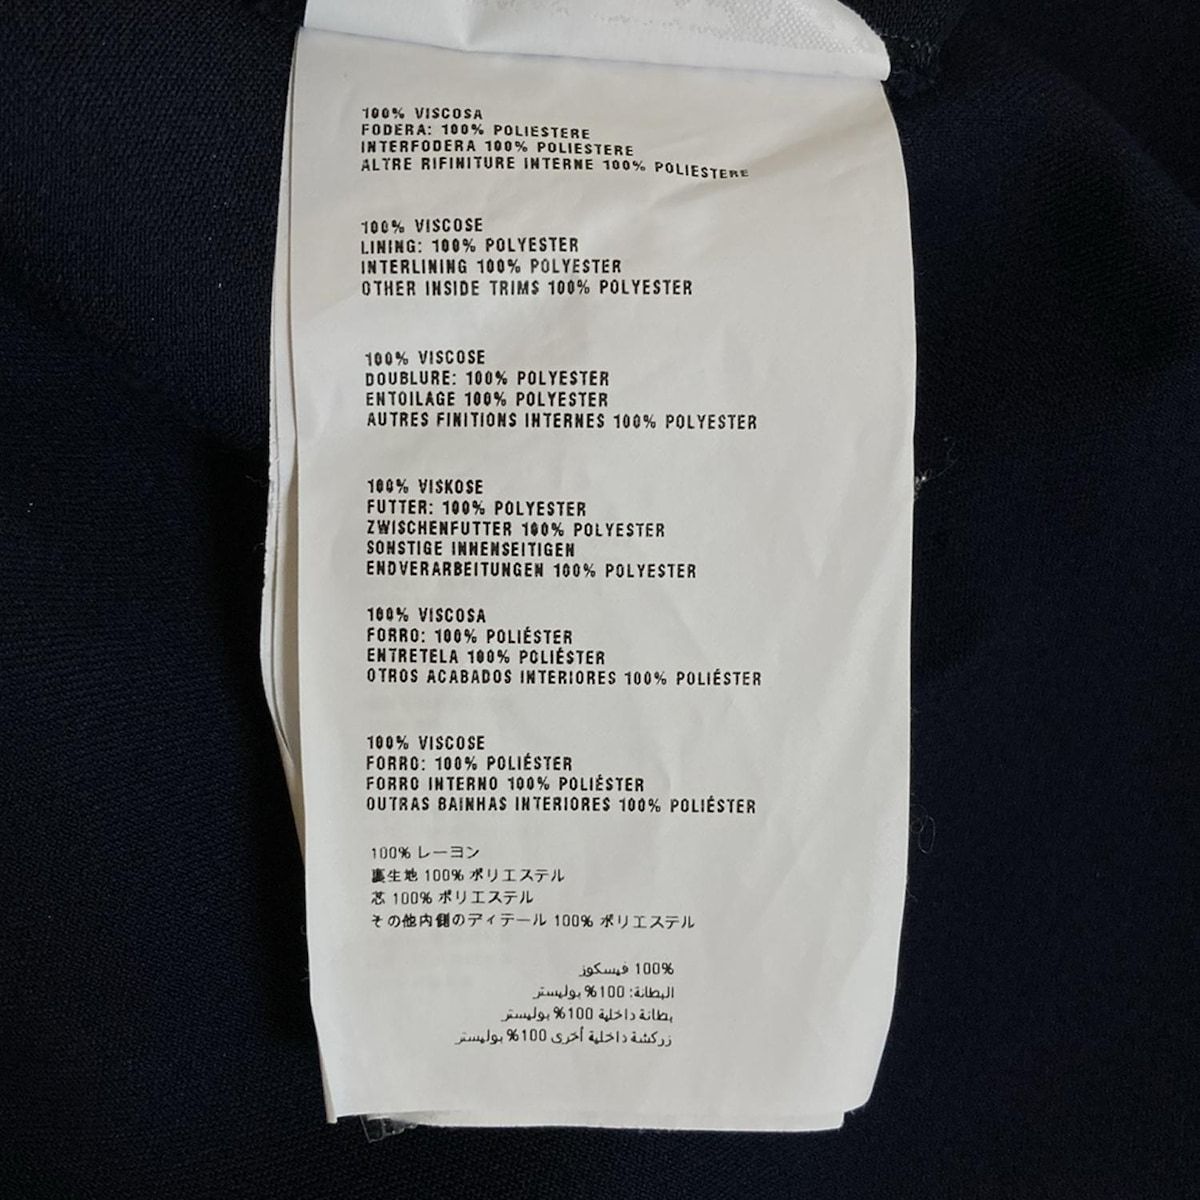 100% VISCOSA
FODERA: 100% POLIESTERE
INTERFODERA 100% POLIESTERE
ALTRE RIFINITURE INTERNE 100% POLIESTERE
100% VISCOSE
LINING: 100% POLYESTER
INTERLINING 100% POLYESTER
OTHER INSIDE TRIMS 100% POLYESTER
100% VISCOSE
DOUBLURE: 100% POLYESTER
ENTOILAGE 100% POLYESTER
AUTRES FINITIONS INTERNES 100% POLYESTER
100% VISKOSE
FUTTER: 100% POLYESTER
ZWISCHENFUTTER 100% POLYESTER
SONSTIGE INNENSEITIGEN
ENDVERARBEITUNGEN 100% POLYESTER
100% VISCOSA
FORRO: 100% POLIÉSTER
ENTRETELA 100% POLIÉSTER
OTROS ACABADOS INTERIORES 100% POLIÉSTER
100% VISCOSE
FORRO: 100% POLIÉSTER
FORRO INTERNO 100% POLIÉSTER
OUTRAS BAINHAS INTERIORES 100% POLIÉSTER
100% レーヨン
裏生地 100% ポリエステル
芯 100% ポリエステル
その他内側のディテール 100% ポリエステル
100% فيسكوز
البطانة: 100% بوليستر
بطانة داخلية 100% بوليستر
زركشة داخلية أخرى 100% بوليستر